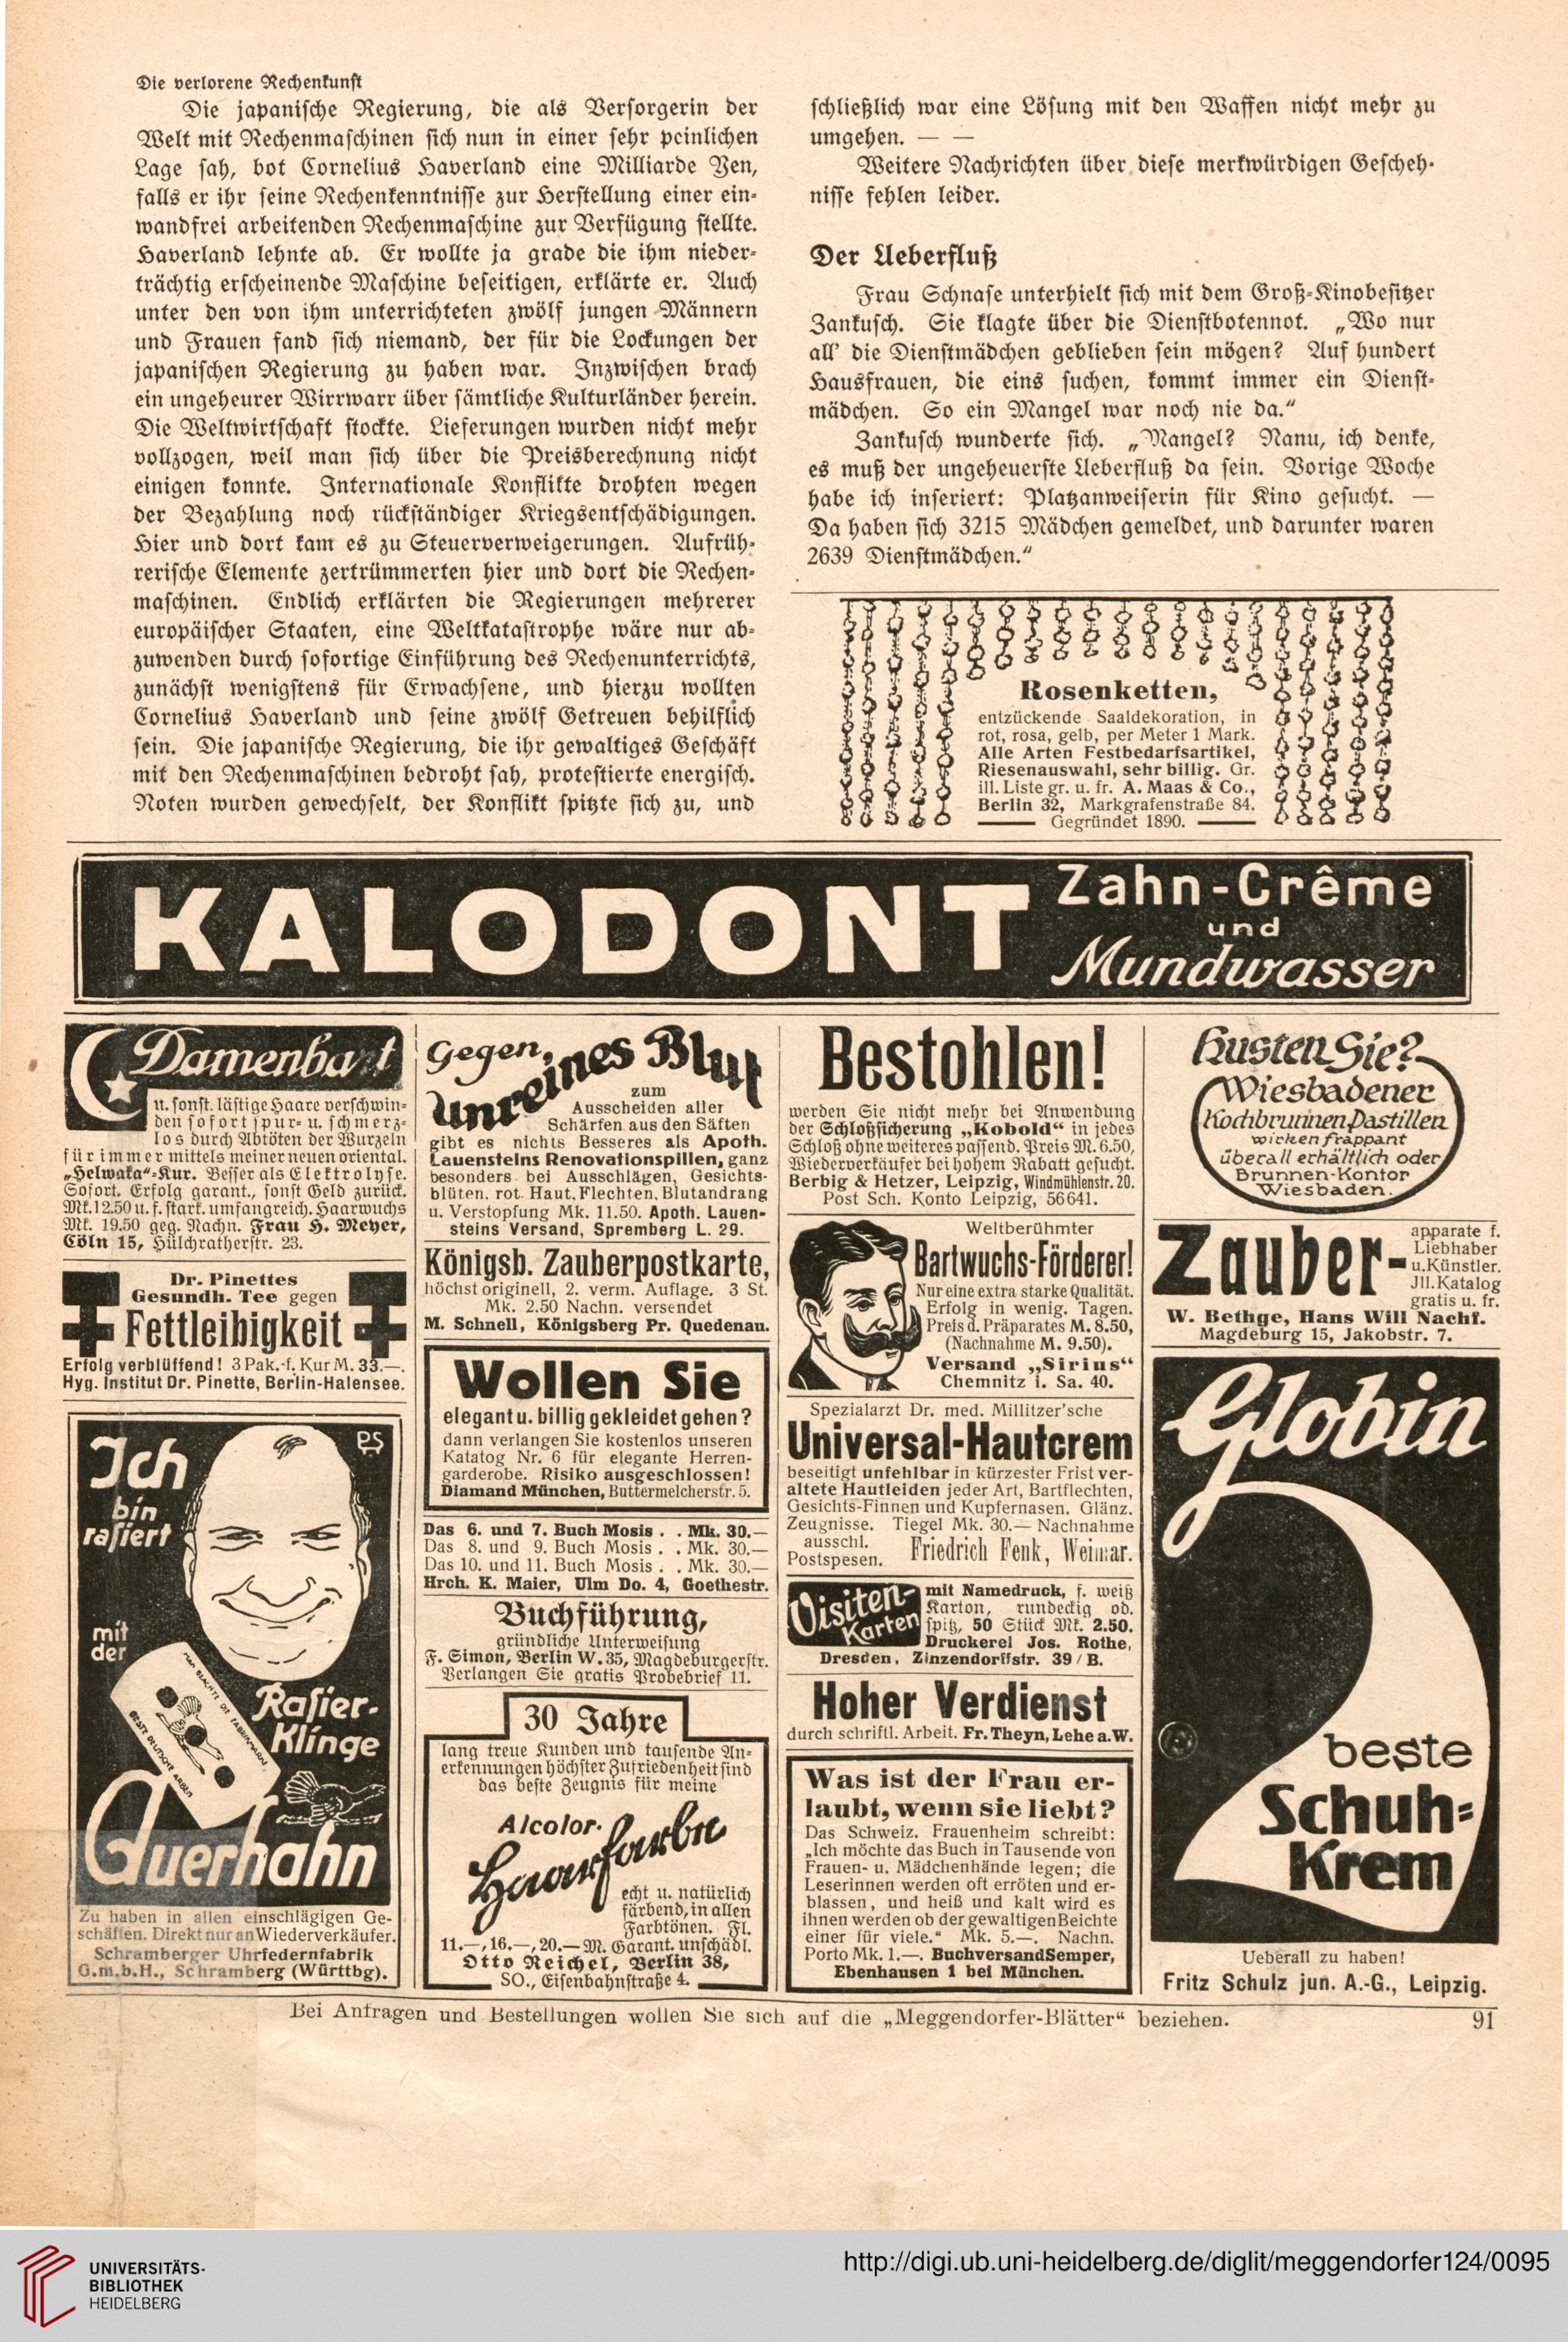 Die verlorene Rechenkunst
Die japanische Regierung, die als Versorgerin der
Welt mit Rechenmaschinen sich nun in einer sehr peinlichen
Lage sah, bot Cornelius Haverland eine Milliarde Yen,
falls er ihr seine Rechenkenntnisse zur Herstellung einer ein-
wandfrei arbeitenden Rechenmaschine zur Verfügung stellte.
Haverland lehnte ab. Er wollte ja grade die ihm nieder-
trächtig erscheinende Maschine beseitigen, erklärte er. Auch
unter den von ihm unterrichteten zwölf jungen Männern
und Frauen fand sich niemand, der für die Lockungen der
japanischen Regierung zu haben war. Inzwischen brach
ein ungeheurer Wirrwarr über sämtliche Kulturländer herein.
Die Weltwirtschaft stockte. Lieferungen wurden nicht mehr
vollzogen, weil man sich über die Preisberechnung nicht
einigen konnte. Internationale Konflikte drohten wegen
der Bezahlung noch rückständiger Kriegsentschädigungen.
Hier und dort kam es zu Steuerverweigerungen. Aufrüh-
rerische Elemente zertrümmerten hier und dort die Rechen-
maschinen. Endlich erklärten die Regierungen mehrerer
europäischer Staaten, eine Weltkatastrophe wäre nur ab-
zuwenden durch sofortige Einführung des Rechenunterrichts,
zunächst wenigstens für Erwachsene, und hierzu wollten
Cornelius Haverland und seine zwölf Getreuen behilflich
sein. Die japanische Regierung, die ihr gewaltiges Geschäft
mit den Rechenmaschinen bedroht sah, protestierte energisch.
Noten wurden gewechselt, der Konflikt spitzte sich zu, und
schließlich war eine Lösung mit den Waffen nicht mehr zu
umgehen. — —
Weitere Nachrichten über diese merkwürdigen Gescheh-
nisse fehlen leider.
Der Ueberfluß
Frau Schnase unterhielt sich mit dem Groß-Kinobesitzer
Zankusch. Sie klagte über die Dienstbotennot. „Wo nur
all' die Dienstmädchen geblieben sein mögen? Auf hundert
Hausfrauen, die eins suchen, kommt immer ein Dienst-
mädchen. So ein Mangel war noch nie da.“
Zankusch wunderte sich. „Mangel? Nanu, ich denke,
es muß der ungeheuerste Ueberfluß da sein. Vorige Woche
habe ich inseriert: Platzanweiserin für Kino gesucht. —
Da haben sich 3215 Mädchen gemeldet, und darunter waren
2639 Dienstmädchen.“
Rosenketten,
entzückende Saaldekoration, in
rot, rosa, gelb, per Meter 1 Mark.
Alle Arten Festbedarfsartikel,
Riesenauswahl, sehr billig. Gr.
ill. Liste gr. u. fr. A. Maas & Co.,
Berlin 32, Markgrafenstraße 84.
Gegründet 1890.
KALODONT Zahn-Crême
und
Mundwasser
Damenbart
u. sonst. lästige Haare verschwin-
den sofort spur- u. schmerz-
los durch Abtöten der Wurzeln
für immer mittels meiner neuen oriental.
„Helwaka“-Kur. Besser als Elektrolyse.
Sofort. Erfolg garant., sonst Geld zurück.
Mk. 12.50 u. f. stark. umfangreich. Haarwuchs
Mk. 19.50 geg. Nachn. Frau H. Meyer,
Cöln 15, Hülchratherstr. 23.
Dr. Pinettes
Gesundh. Tee gegen
Fettleibigkeit
Erfolg verblüffend! 3 Pak. f. Kur M. 33.—.
Hyg. Institut Dr. Pinette, Berlin-Halensee.
Ich
bin
rasiert
PS
mit
der
MAN BEACHTE DIE FABRIKMARKE
BESTE DEUTSCHE ARBEIT
Rasier-
Klinge
Auerhahn
Zu haben in allen einschlägigen Ge-
schäften. Direkt nur an Wiederverkäufer.
Schramberger Uhrfedernfabrik
G.m.b.H., Schramberg (Württbg).
Gegen
unreines Blut
zum
Ausscheiden aller
Schärfen aus den Säften
gibt es nichts Besseres als Apoth.
Lauensteins Renovationspillen, ganz
besonders bei Ausschlägen, Gesichts-
blüten, rot. Haut, Flechten, Blutandrang
u. Verstopfung Mk. 11.50. Apoth. Lauen-
steins Versand, Spremberg L. 29.
Königsb. Zauberpostkarte,
höchst originell, 2. verm. Auflage. 3 St.
Mk. 2.50 Nachn. versendet
M. Schnell, Königsberg Pr. Quedenau.
Wollen Sie
elegant u. billig gekleidet gehen?
dann verlangen Sie kostenlos unseren
Katatog Nr. 6 für elegante Herren-
garderobe. Risiko ausgeschlossen!
Diamand München, Buttermelcherstr. 5.
Das 6. und 7. Buch Mosis . . Mk. 30.—
Das 8. und 9. Buch Mosis . . Mk. 30.—
Das 10. und 11. Buch Mosis . . Mk. 30.—
Hrch. K. Maier, Ulm Do. 4, Goethestr.
Buchführung,
gründliche Unterweisung
F. Simon, Berlin W. 35, Magdeburgerstr.
Verlangen Sie gratis Probebrief 11.
30 Jahre
lang treue Kunden und tausende An-
erkennungen höchster Zufriedenheit sind
das beste Zeugnis für meine
Alcolor-
Haarfarbe
echt u. natürlich
färbend, in allen
Farbtönen. Fl.
11.—, 16.—, 20.— M. Garant. unschädl.
Otto Reichel, Berlin 38,
SO., Eisenbahnstraße 4.
Bestohlen!
werden Sie nicht mehr bei Anwendung
der Schloßsicherung „Kobold“ in jedes
Schloß ohne weiteres passend. Preis M. 6.50,
Wiederverkäufer bei hohem Rabatt gesucht.
Berbig & Hetzer, Leipzig, Windmühlenstr. 20.
Post Sch. Konto Leipzig, 56641.
Weltberühmter
Bartwuchs-Förderer!
Nur eine extra starke Qualität.
Erfolg in wenig. Tagen.
Preis d. Präparates M. 8.50,
(Nachnahme M. 9.50).
Versand „Sirius“
Chemnitz i. Sa. 40.
Spezialarzt Dr. med. Millitzer'sche
Universal-Hautcrem
beseitigt unfehlbar in kürzester Frist ver-
altete Hautleiden jeder Art, Bartflechten,
Gesichts-Finnen und Kupfernasen. Glänz.
Zeugnisse. Tiegel Mk. 30.— Nachnahme
ausschl.
Postspesen. Friedrich Fenk, Weimar.
Visiten-
Karten
mit Namedruck, f. weiß
Karton, rundeckig od.
spitz, 50 Stück Mk. 2.50.
Druckerei Jos. Rothe,
Dresden, Zinzendorffstr. 39 / B.
Hoher Verdienst
durch schriftl. Arbeit. Fr. Theyn, Lehe a. W.
Was ist der Frau er-
laubt, wenn sie liebt?
Das Schweiz. Frauenheim schreibt:
„Ich möchte das Buch in Tausende von
Frauen- u. Mädchenhände legen; die
Leserinnen werden oft erröten und er-
blassen, und heiß und kalt wird es
ihnen werden ob der gewaltigen Beichte
einer für viele.“ Mk. 5.—. Nachn.
Porto Mk. 1.—. Buchversand Semper,
Ebenhausen 1 bei München.
Husten Sie?
Wiesbadener
Kochbrunnen Pastillen
wirken frappant
überall erhältlich oder
Brunnen-Kontor
Wiesbaden.
Zauber-
apparate f.
Liebhaber
u. Künstler.
Jll. Katalog
gratis u. fr.
W. Bethge, Hans Will Nachf.
Magdeburg 15, Jakobstr. 7.
Globin
beste
Schuh-
Krem
Ueberall zu haben!
Fritz Schulz jun. A.-G., Leipzig.
Bei Anfragen und Bestellungen wollen Sie sich auf die „Meggendorfer-Blätter“ beziehen.
91
UNIVERSITÄTS-
BIBLIOTHEK
HEIDELBERG
http://digi.ub.uni-heidelberg.de/diglit/meggendorfer124/0095